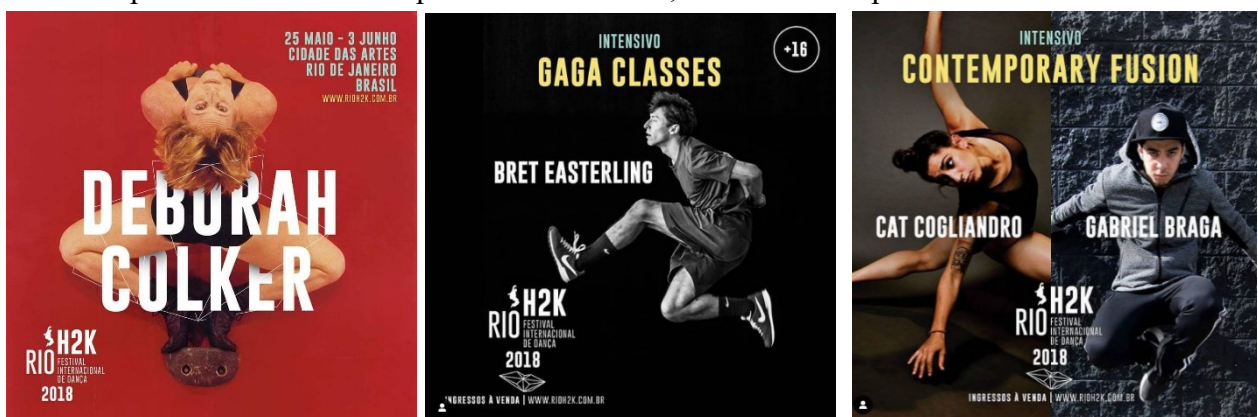 25 MAIO - 3 JUNHO
CIDADE DAS ARTES
RIO DE JANEIRO
BRASIL
WWW.RIOH2K.COM.BR
DEBORAH
COLKER
RIO H2K
FESTIVAL
INTERNACIONAL
DE DANÇA
2018
INTENSIVO
GAGA CLASSES
+16
BRET EASTERLING
RIO H2K
FESTIVAL
INTERNACIONAL
DE DANÇA
2018
INGRESSOS À VENDA | WWW.RIOH2K.COM.BR
INTENSIVO
CONTEMPORARY FUSION
CAT COGLIANDRO
GABRIEL BRAGA
RIO H2K
FESTIVAL
INTERNACIONAL
DE DANÇA
2018
INGRESSOS À VENDA | WWW.RIOH2K.COM.BR